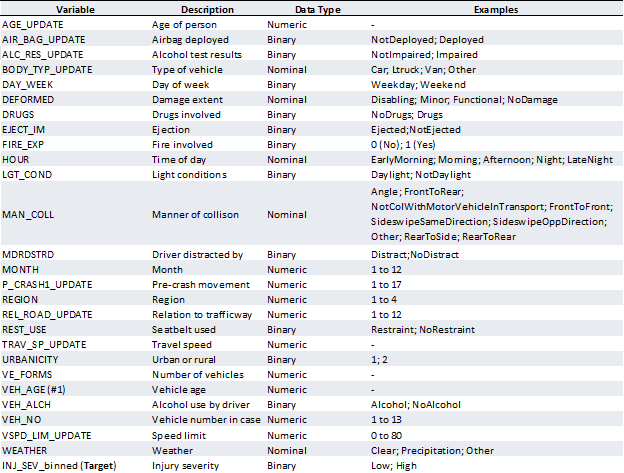 Variable Description Data Type Examples
AGE_UPDATE Age of person Numeric -
AIR_BAG_UPDATE Airbag deployed Binary NotDeployed; Deployed
ALC_RES_UPDATE Alcohol test results Binary NotImpaired; Impaired
BODY_TYP_UPDATE Type of vehicle Nominal Car; Ltruck; Van; Other
DAY_WEEK Day of week Binary Weekday; Weekend
DEFORMED Damage extent Nominal Disabling; Minor; Functional; NoDamage
DRUGS Drugs involved Binary NoDrugs; Drugs
EJECT_IM Ejection Binary Ejected;NotEjected
FIRE_EXP Fire involved Binary 0 (No); 1 (Yes)
HOUR Time of day Nominal EarlyMorning; Morning; Afternoon; Night; LateNight
LGT_COND Light conditions Binary Daylight; NotDaylight
Angle; FrontToRear;
NotColWithMotorVehicleInTransport; FrontToFront;
MAN_COLL Manner of collison Nominal SideswipeSameDirection; SideswipeOppDirection;
Other; RearToSide; RearToRear
MDRDSTRD Driver distracted by Binary Distract;NoDistract
MONTH Month Numeric 1 to 12
P_CRASH1_UPDATE Pre-crash movement Numeric 1 to 17
REGION Region Numeric 1 to 4
REL_ROAD_UPDATE Relation to trafficway Numeric 1 to 12
REST_USE Seatbelt used Binary Restraint; NoRestraint
TRAV_SP_UPDATE Travel speed Numeric -
URBANICITY Urban or rural Binary 1; 2
VE_FORMS Number of vehicles Numeric -
VEH_AGE (#1) Vehicle age Numeric -
VEH_ALCH Alcohol use by driver Binary Alcohol; NoAlcohol
VEH_NO Vehicle number in case Numeric 1 to 13
VSPD_LIM_UPDATE Speed limit Numeric 0 to 80
WEATHER Weather Nominal Clear; Precipitation; Other
INJ_SEV_binned (Target) Injury severity Binary Low; High